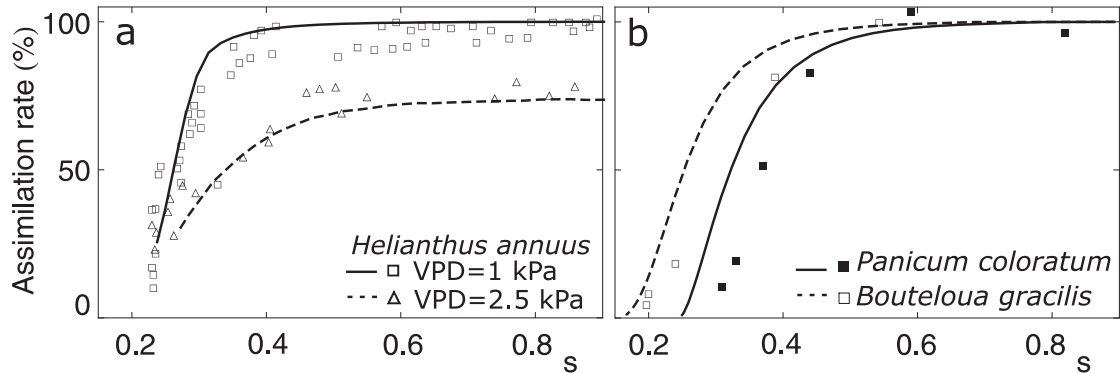 Assimilation rate (%)
100
50
0
a
Helianthus annuus
VPD=1 kPa
VPD=2.5 kPa
0.2 0.4 0.6 0.8
s
b
Panicum coloratum
Bouteloua gracilis
0.2 0.4 0.6 0.8
s